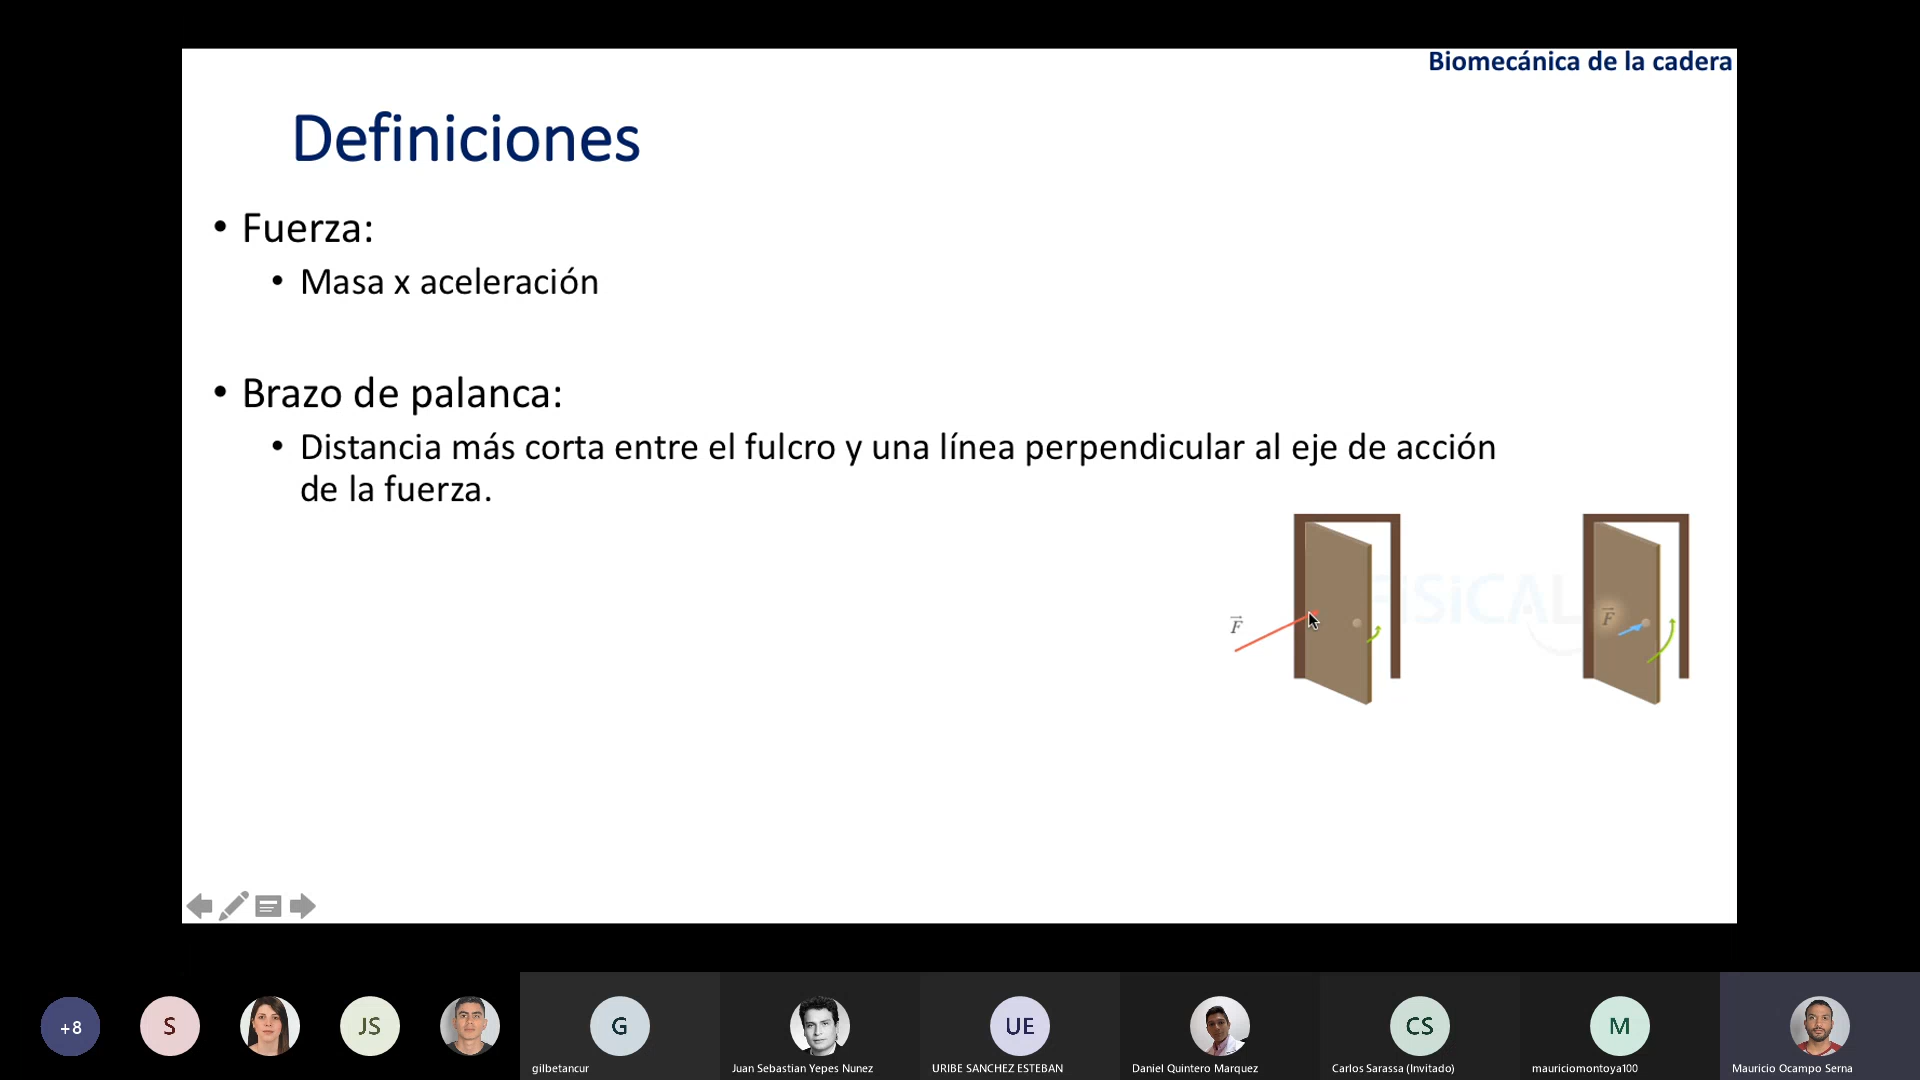 Biomecánica de la cadera
Definiciones
• Fuerza:
• Masa x aceleración
• Brazo de palanca:
• Distancia más corta entre el fulcro y una línea perpendicular al eje de acción
de la fuerza.
F
F
FISICALAB
+8
S
JS
G
UE
CS
M
gilbetancur
Juan Sebastian Yepes Nunez
URIBE SANCHEZ ESTEBAN
Daniel Quintero Marquez
Carlos Sarassa (Invitado)
mauriciomontoya100
Mauricio Ocampo Serna